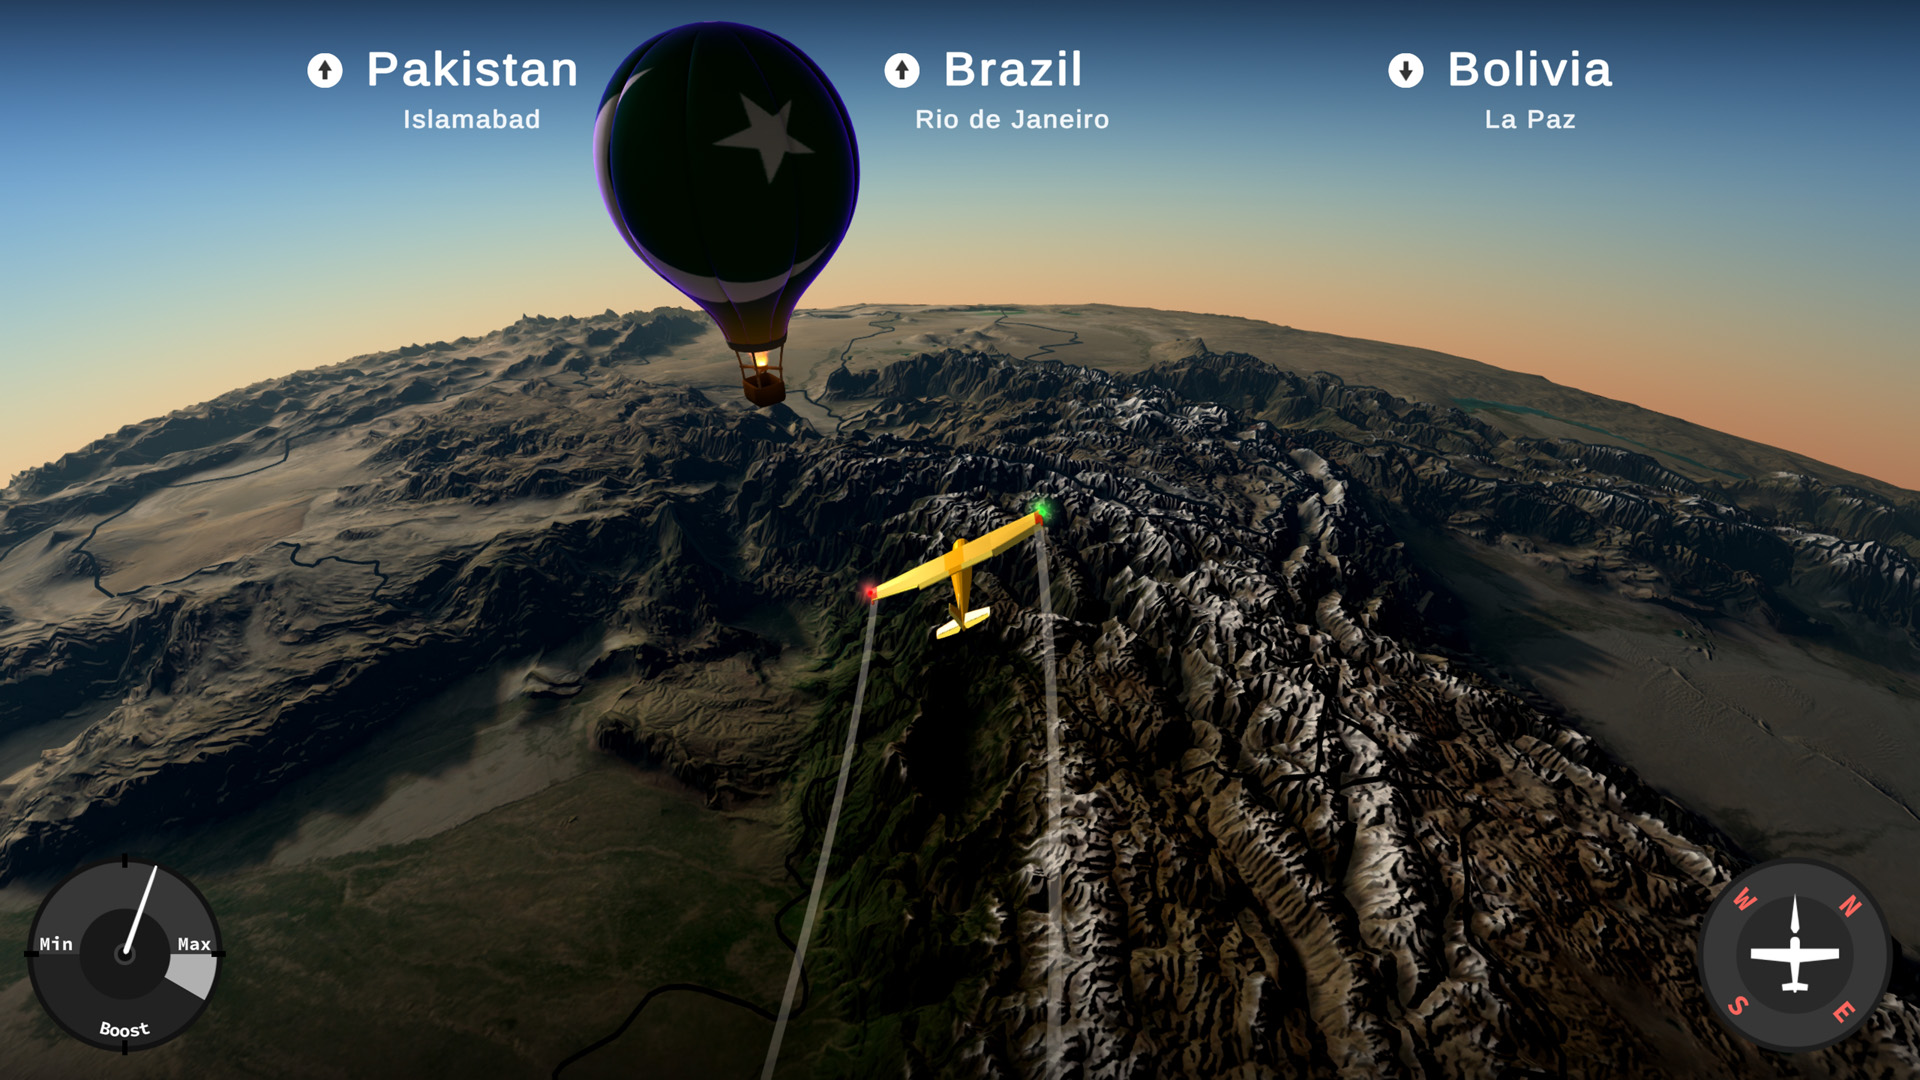 Pakistan
Islamabad
Brazil
Rio de Janeiro
Bolivia
La Paz
Min
Max
Boost
W
N
S
E